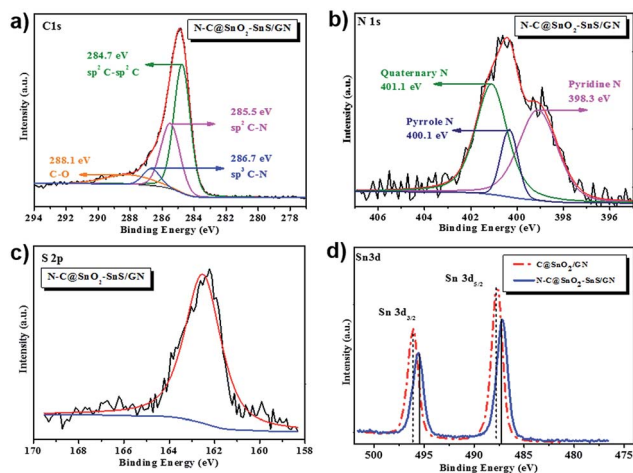 a)
C1s
N-C@SnO2-SnS/GN
284.7 eV
sp2 C-sp2 C
285.5 eV
sp2 C-N
288.1 eV
C-O
286.7 eV
sp3 C-N
Intensity (a.u.)
294 292 290 288 286 284 282 280 278
Binding Energy (eV)
b)
N 1s
N-C@SnO2-SnS/GN
Quaternary N
401.1 eV
Pyridine N
398.3 eV
Pyrrole N
400.1 eV
Intensity (a.u.)
406 404 402 400 398 396
Binding Energy (eV)
c)
S 2p
N-C@SnO2-SnS/GN
Intensity (a.u.)
170 168 166 164 162 160 158
Binding Energy (eV)
d)
Sn3d
C@SnO2/GN
N-C@SnO2-SnS/GN
Sn 3d5/2
Sn 3d3/2
Intensity (a.u.)
500 495 490 485 480 475
Binding Energy (eV)